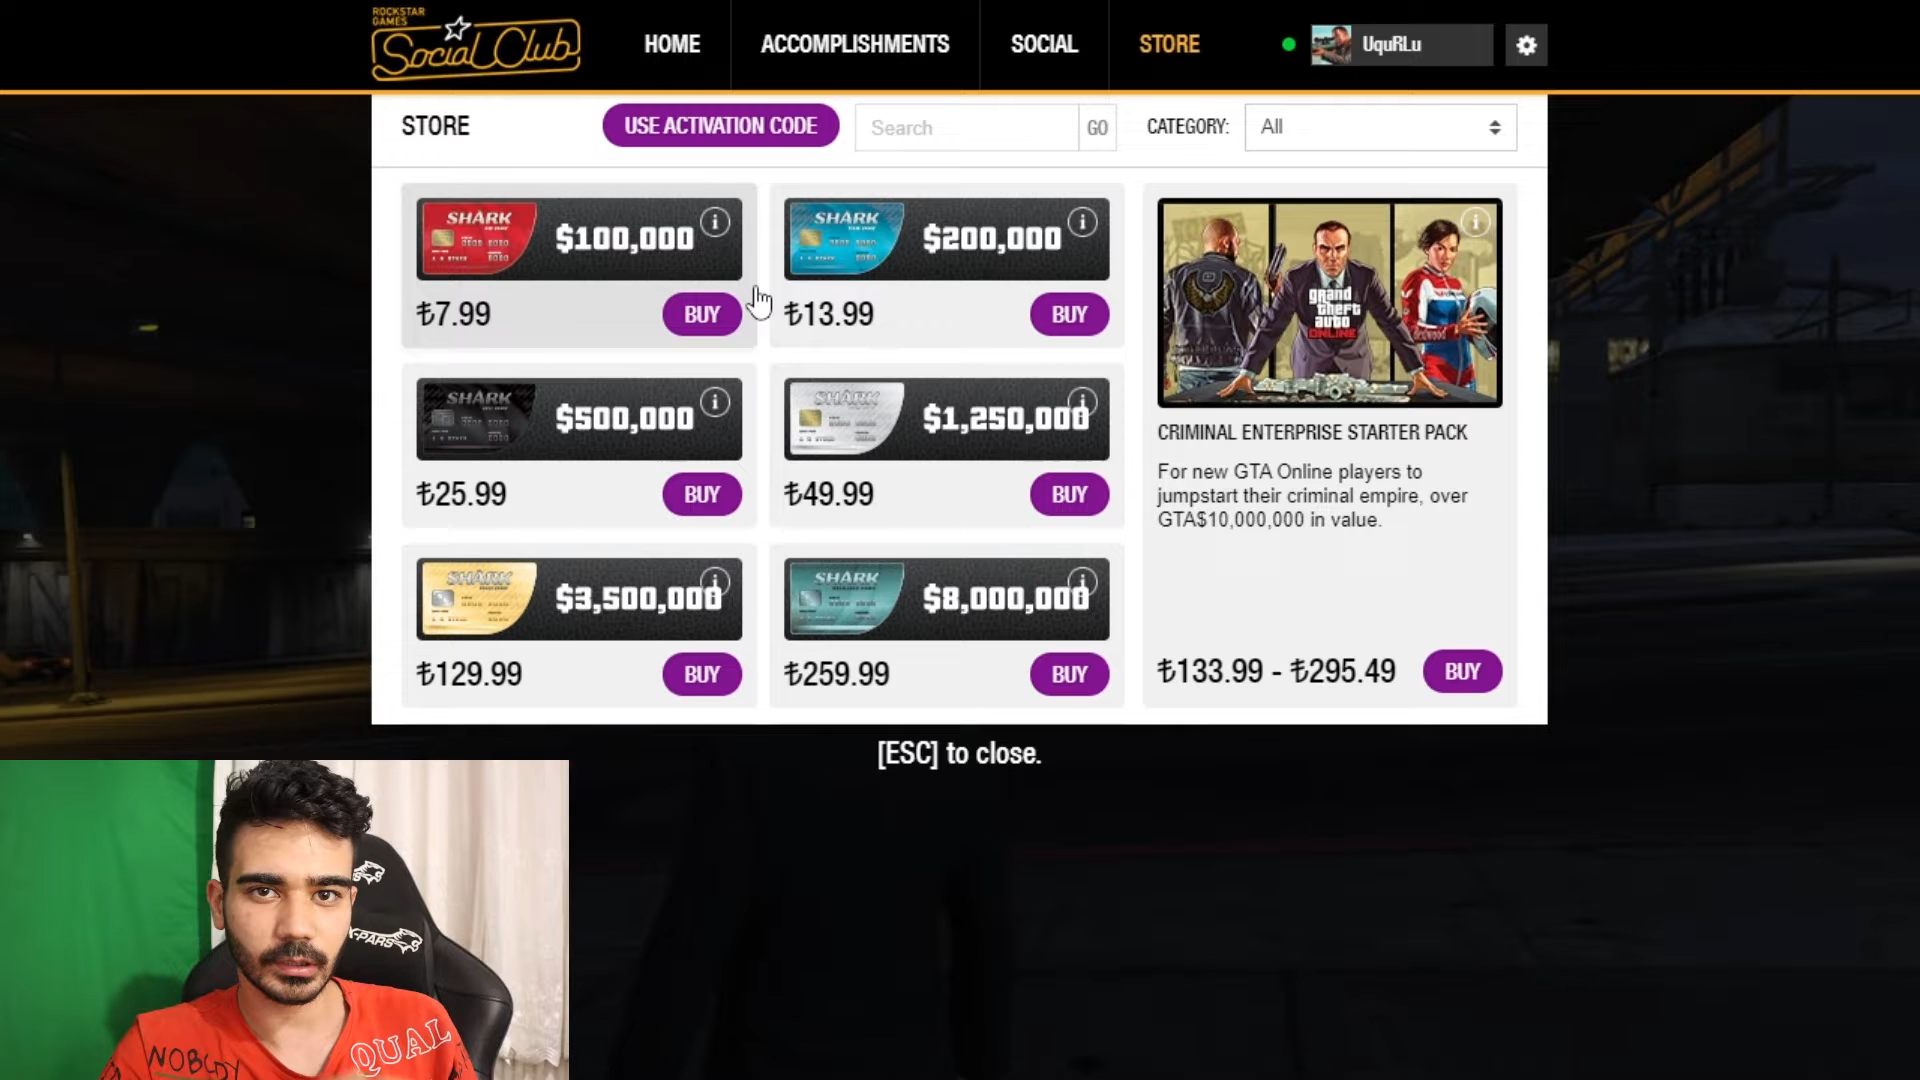 ROCKSTAR
GAMES
Social Club
HOME
ACCOMPLISHMENTS
SOCIAL
STORE
UquRLu
STORE
USE ACTIVATION CODE
Search
GO
CATEGORY:
All
SHARK
$100,000
₺7.99
BUY
SHARK
$200,000
₺13.99
BUY
SHARK
$500,000
₺25.99
BUY
SHARK
$1,250,000
₺49.99
BUY
SHARK
$3,500,000
₺129.99
BUY
SHARK
$8,000,000
₺259.99
BUY
grand
theft
auto
ONLINE
CRIMINAL ENTERPRISE STARTER PACK
For new GTA Online players to
jumpstart their criminal empire, over
GTA$10,000,000 in value.
₺133.99 - ₺295.49
BUY
[ESC] to close.
NOBODY
QUAL